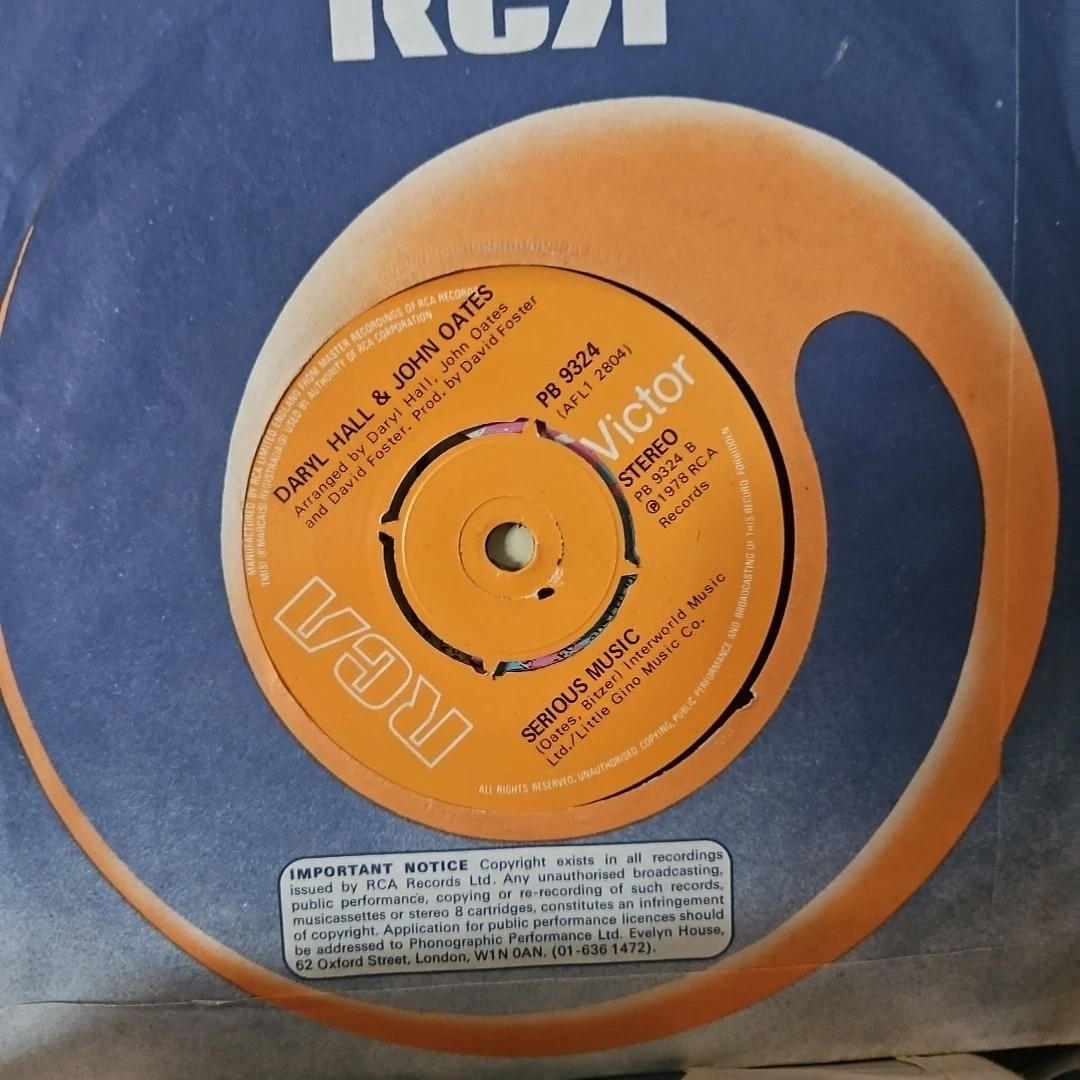 RCA
MANUFACTURED BY RCA LIMITED ENGLAND FROM MASTER RECORDINGS OF RCA RECORDS
TM(S) ® MARCA(S) REGISTRADA(S) USED BY AUTHORITY OF RCA CORPORATION
DARYL HALL & JOHN OATES
Arranged by Daryl Hall, John Oates
and David Foster. Prod. by David Foster
PB 9324
(AFL1 2804)
Victor
STEREO
PB 9324 B
℗ 1978 RCA
Records
RCA
SERIOUS MUSIC
(Oates, Bitzer) Interworld Music
Ltd./Little Gino Music Co.
ALL RIGHTS RESERVED. UNAUTHORISED COPYING, PUBLIC PERFORMANCE AND BROADCASTING OF THIS RECORD FORBIDDEN
IMPORTANT NOTICE Copyright exists in all recordings
issued by RCA Records Ltd. Any unauthorised broadcasting,
public performance, copying or re-recording of such records,
musicassettes or stereo 8 cartridges, constitutes an infringement
of copyright. Application for public performance licences should
be addressed to Phonographic Performance Ltd. Evelyn House,
62 Oxford Street, London, W1N 0AN. (01-636 1472).